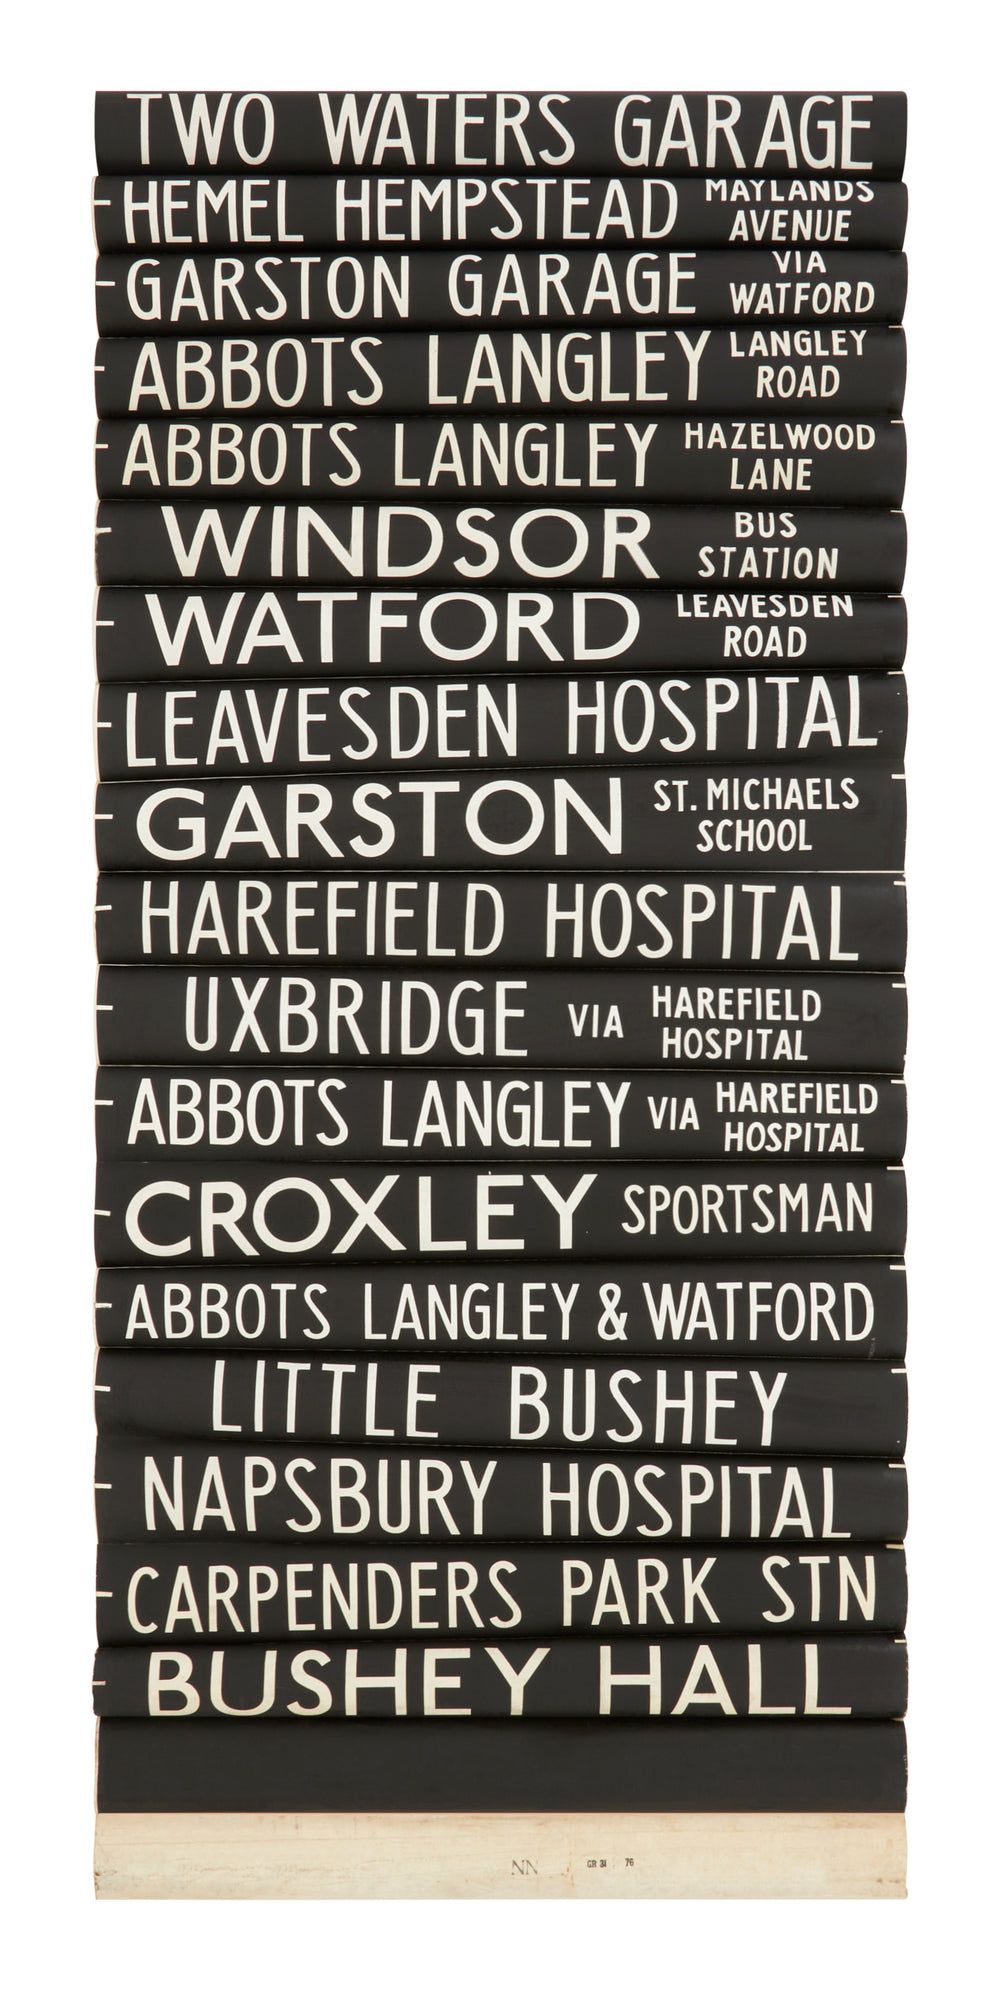 TWO WATERS GARAGE
HEMEL HEMPSTEAD MAYLANDS
AVENUE
GARSTON GARAGE VIA
WATFORD
ABBOTS LANGLEY LANGLEY
ROAD
ABBOTS LANGLEY HAZELWOOD
LANE
WINDSOR BUS
STATION
WATFORD LEAVESDEN
ROAD
LEAVESDEN HOSPITAL
GARSTON ST. MICHAELS
SCHOOL
HAREFIELD HOSPITAL
UXBRIDGE VIA HAREFIELD
HOSPITAL
ABBOTS LANGLEY VIA HAREFIELD
HOSPITAL
CROXLEY SPORTSMAN
ABBOTS LANGLEY & WATFORD
LITTLE BUSHEY
NAPSBURY HOSPITAL
CARPENDERS PARK STN
BUSHEY HALL
NN GR 31 76